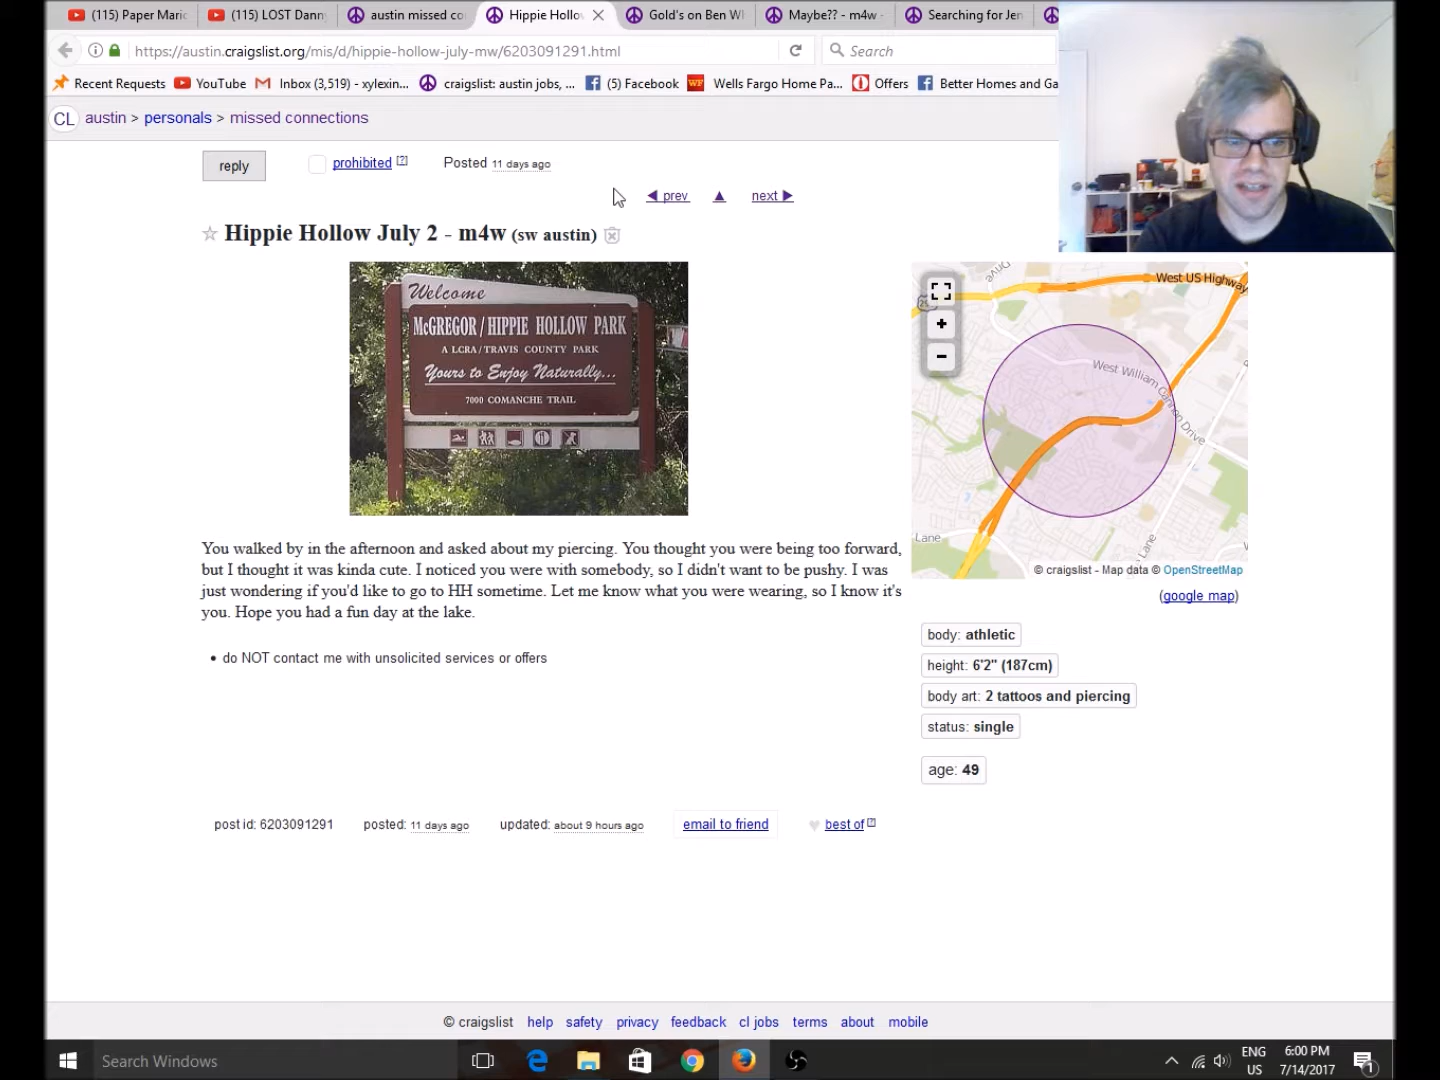 (115) Paper Mario
(115) LOST Dann
austin missed co
Hippie Hollo
Gold's on Ben W
Maybe?? - m4w -
Searching for Jen
https://austin.craigslist.org/mis/d/hippie-hollow-july-mw/6203091291.html
Search
Recent Requests
YouTube
Inbox (3,519) - xylexin...
craigslist: austin jobs, ...
(5) Facebook
WF
Wells Fargo Home Pa...
Offers
Better Homes and Ga
CL
austin > personals > missed connections
reply
prohibited [?]
Posted 11 days ago
◀ prev ▲ next ▶
☆ Hippie Hollow July 2 - m4w (sw austin)
Welcome
McGREGOR/HIPPIE HOLLOW PARK
A LCRA/TRAVIS COUNTY PARK
Yours to Enjoy Naturally...
7000 COMANCHE TRAIL
Drive
West US Highway
+
−
West William Cannon Drive
Lane
Lane
© craigslist - Map data © OpenStreetMap
(google map)
You walked by in the afternoon and asked about my piercing. You thought you were being too forward,
but I thought it was kinda cute. I noticed you were with somebody, so I didn't want to be pushy. I was
just wondering if you'd like to go to HH sometime. Let me know what you were wearing, so I know it's
you. Hope you had a fun day at the lake.
• do NOT contact me with unsolicited services or offers
body: athletic
height: 6'2" (187cm)
body art: 2 tattoos and piercing
status: single
age: 49
post id: 6203091291
posted: 11 days ago
updated: about 9 hours ago
email to friend
best of [?]
© craigslist help safety privacy feedback cl jobs terms about mobile
Search Windows
ENG
US
6:00 PM
7/14/2017
1